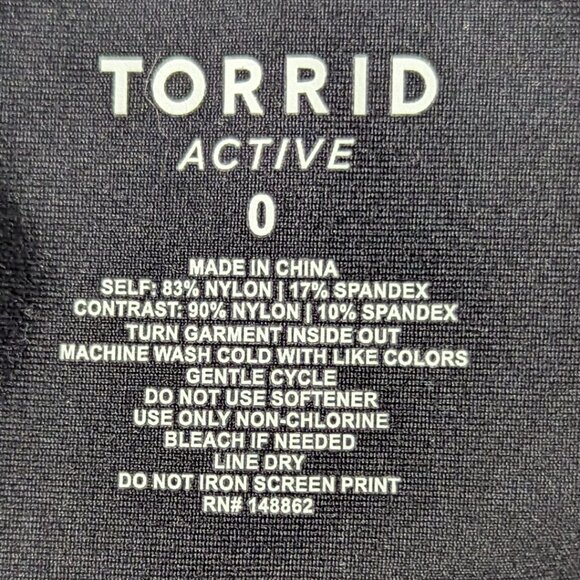 TORRID
ACTIVE
0
MADE IN CHINA
SELF: 83% NYLON | 17% SPANDEX
CONTRAST: 90% NYLON | 10% SPANDEX
TURN GARMENT INSIDE OUT
MACHINE WASH COLD WITH LIKE COLORS
GENTLE CYCLE
DO NOT USE SOFTENER
USE ONLY NON-CHLORINE
BLEACH IF NEEDED
LINE DRY
DO NOT IRON SCREEN PRINT
RN# 148862